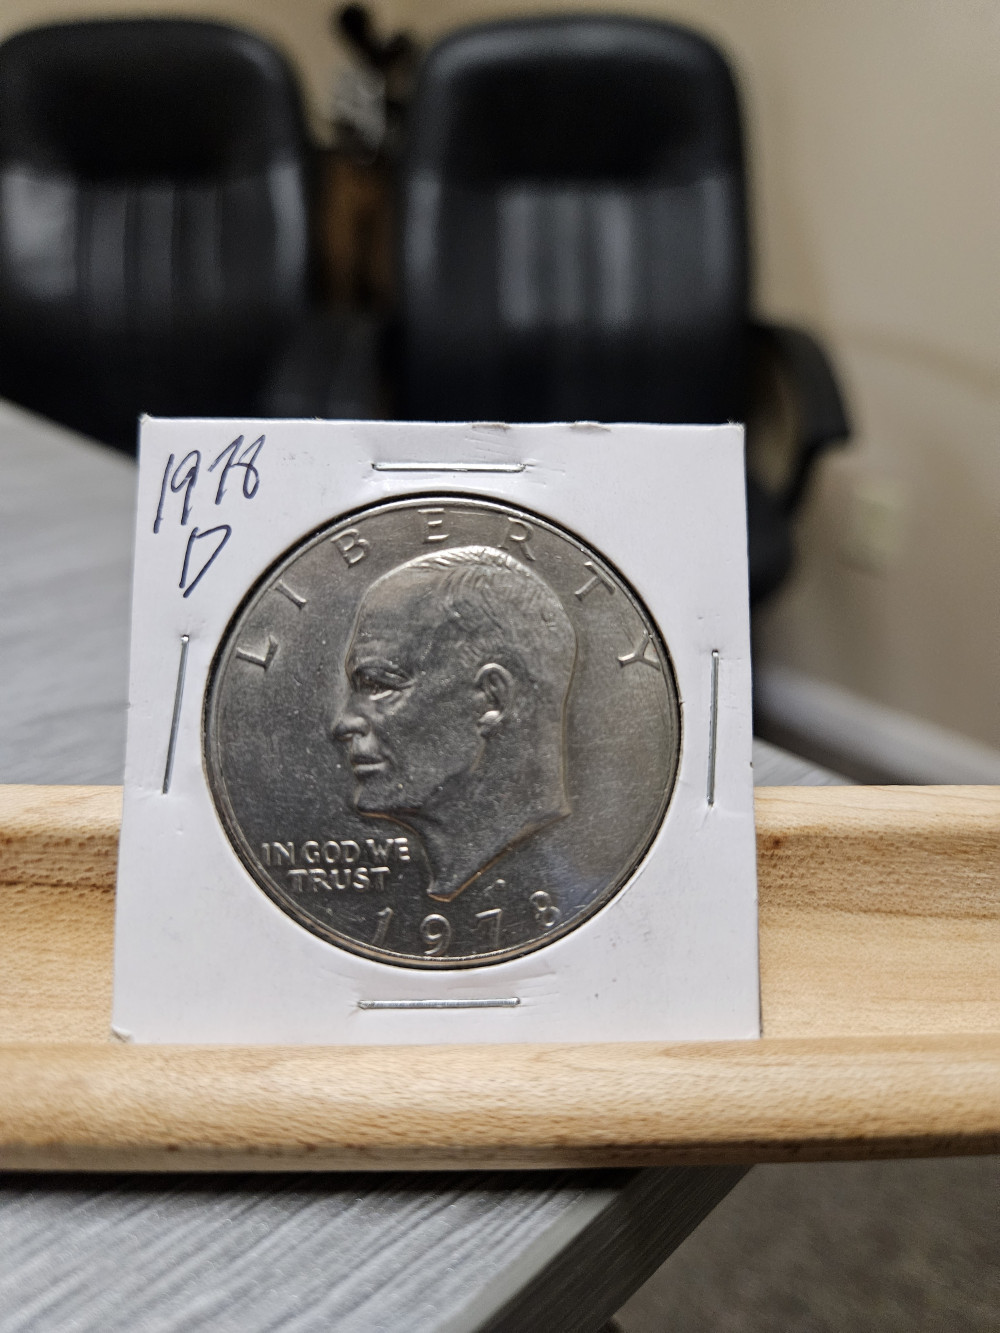 1978
D
LIBERTY
IN GOD WE
TRUST
1978